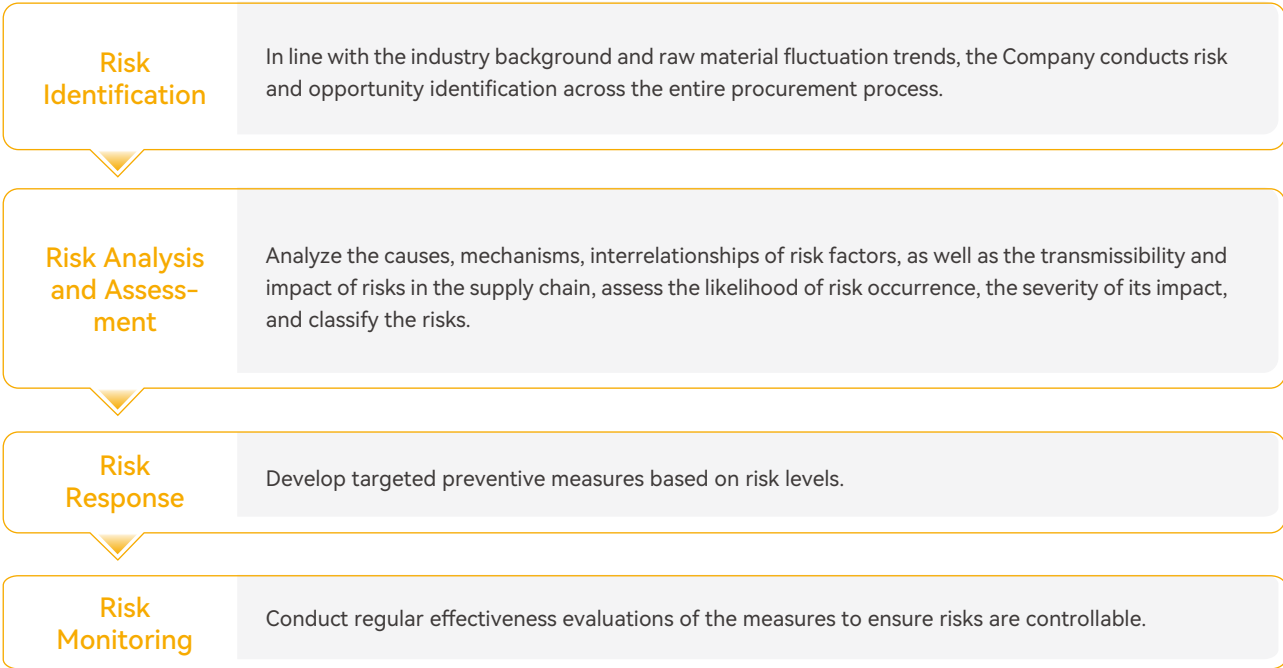 Risk
Identification
In line with the industry background and raw material fluctuation trends, the Company conducts risk
and opportunity identification across the entire procurement process.
Risk Analysis
and Assess-
ment
Analyze the causes, mechanisms, interrelationships of risk factors, as well as the transmissibility and
impact of risks in the supply chain, assess the likelihood of risk occurrence, the severity of its impact,
and classify the risks.
Risk
Response
Develop targeted preventive measures based on risk levels.
Risk
Monitoring
Conduct regular effectiveness evaluations of the measures to ensure risks are controllable.